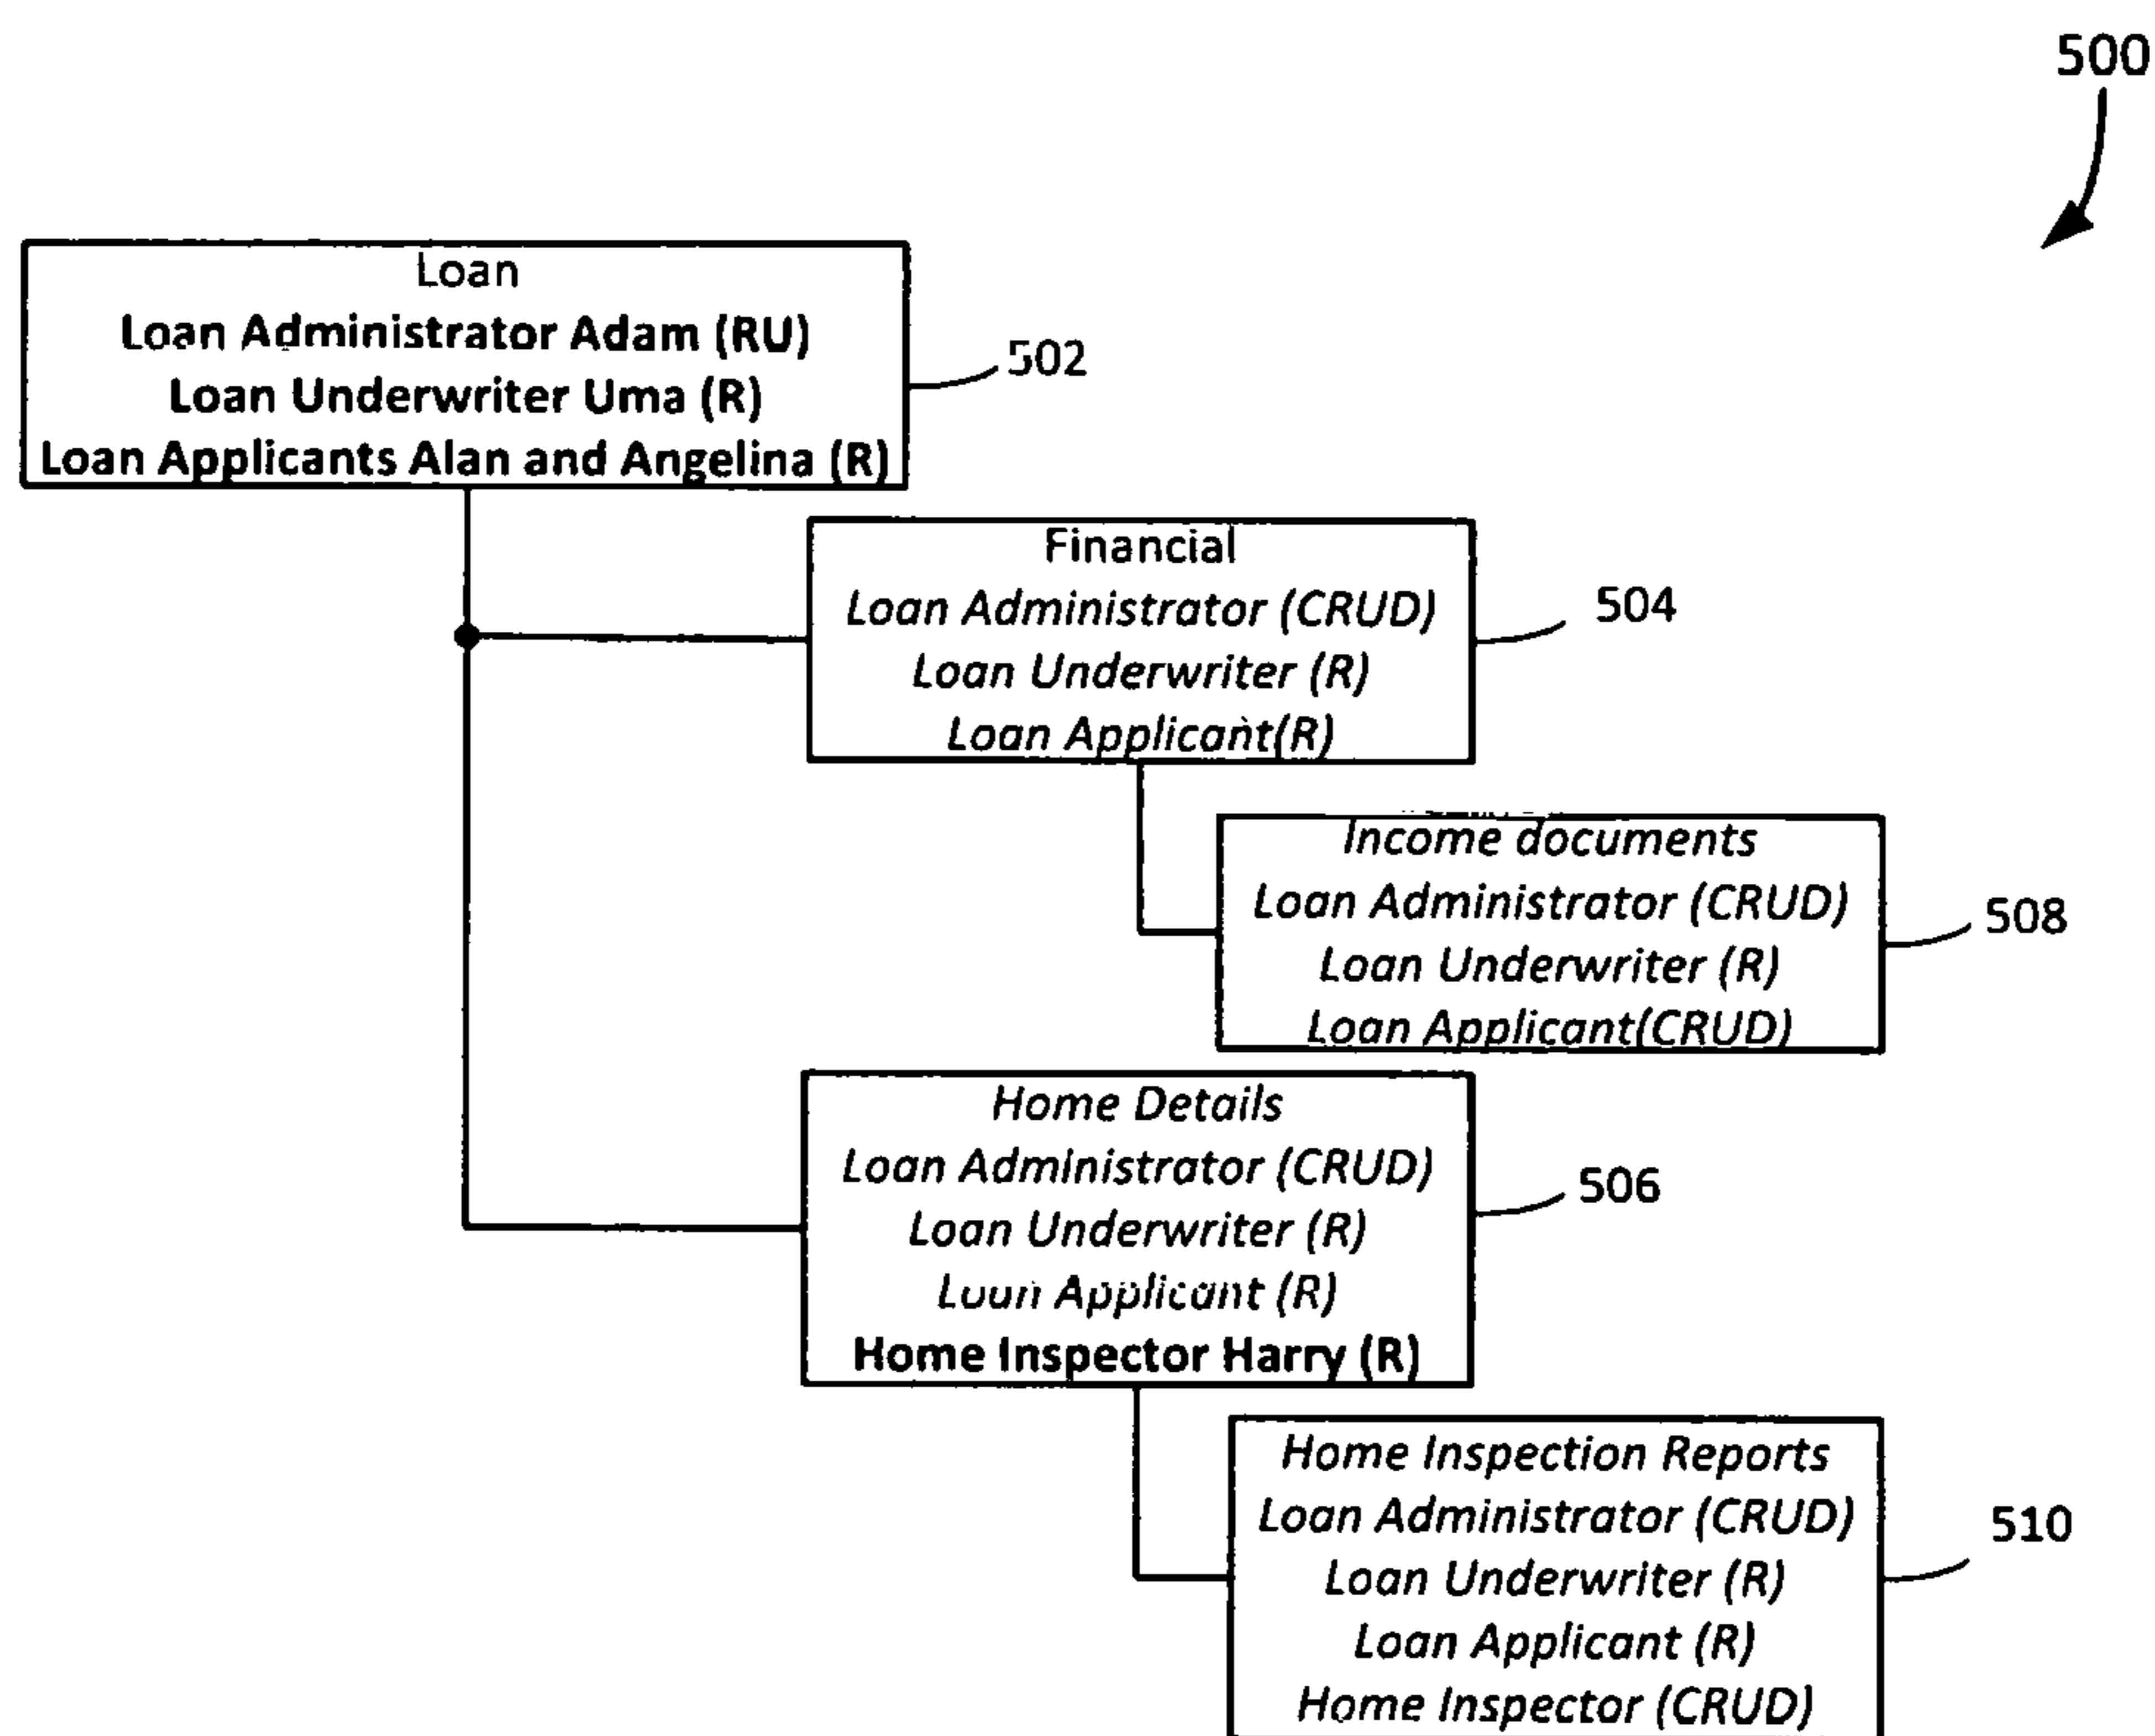 500
Loan
Loan Administrator Adam (RU)
Loan Underwriter Uma (R)
Loan Applicants Alan and Angelina (R)
502
Financial
Loan Administrator (CRUD)
Loan Underwriter (R)
Loan Applicant(R)
504
Income documents
Loan Administrator (CRUD)
Loan Underwriter (R)
Loan Applicant(CRUD)
508
Home Details
Loan Administrator (CRUD)
Loan Underwriter (R)
Loan Applicant (R)
Home Inspector Harry (R)
506
Home Inspection Reports
Loan Administrator (CRUD)
Loan Underwriter (R)
Loan Applicant (R)
Home Inspector (CRUD)
510